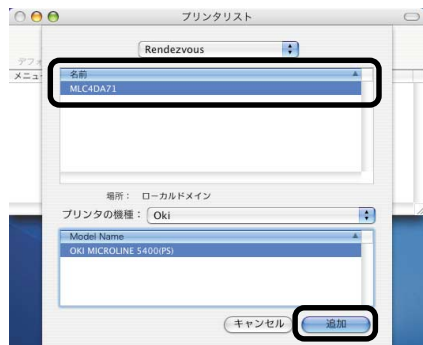 プリンタリスト
Rendezvous
デフォ
メニュー
名前
MLC4DA71
場所： ローカルドメイン
プリンタの機種： Oki
Model Name
OKI MICROLINE 5400(PS)
キャンセル 追加